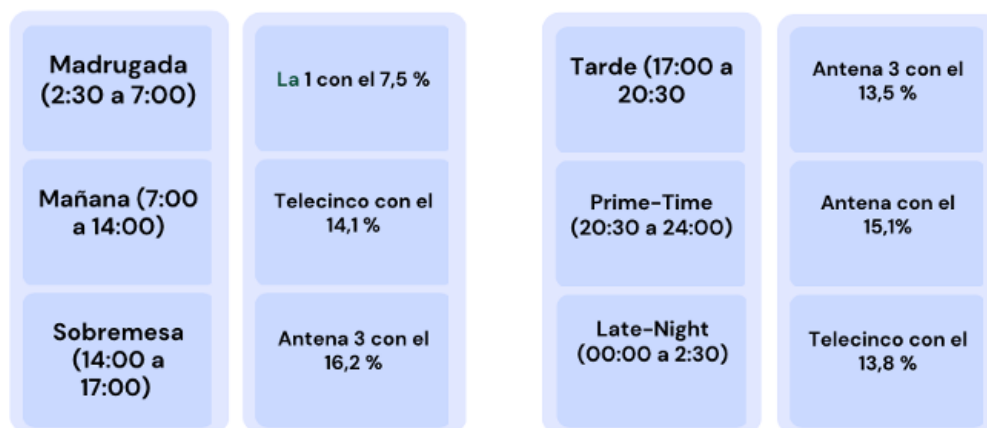 Madrugada
(2:30 a 7:00)
La 1 con el 7,5 %
Mañana (7:00
a 14:00)
Telecinco con el
14,1 %
Sobremesa
(14:00 a
17:00)
Antena 3 con el
16,2 %
Tarde (17:00 a
20:30
Antena 3 con el
13,5 %
Prime-Time
(20:30 a 24:00)
Antena con el
15,1%
Late-Night
(00:00 a 2:30)
Telecinco con el
13,8 %